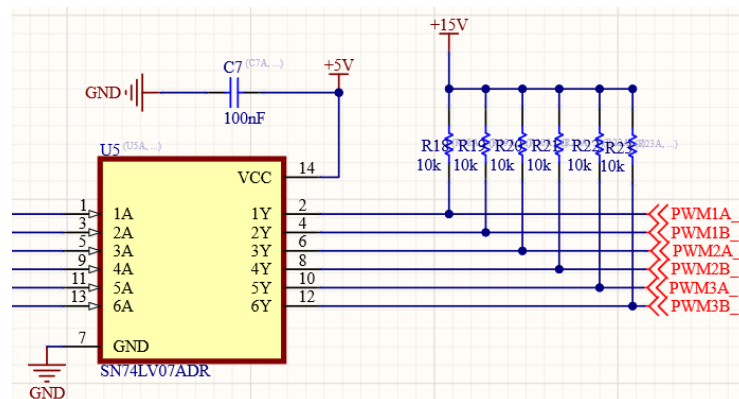 +15V
C7 (C7A, ...)
+5V
GND
100nF
U5 (U5A, ...)
R18 R19 R20 R21 R22 R23
10k 10k 10k 10k 10k 10k
VCC 14
1 1A 1Y 2 PWM1A_
3 2A 2Y 4 PWM1B_
5 3A 3Y 6 PWM2A_
9 4A 4Y 8 PWM2B_
11 5A 5Y 10 PWM3A_
13 6A 6Y 12 PWM3B_
7 GND
GND
SN74LV07ADR